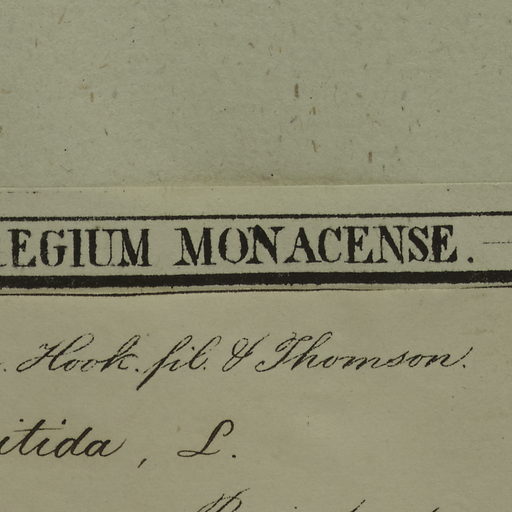 EGIUM MONACENSE.
. Hook. fil. & Thomson.
itida, L.